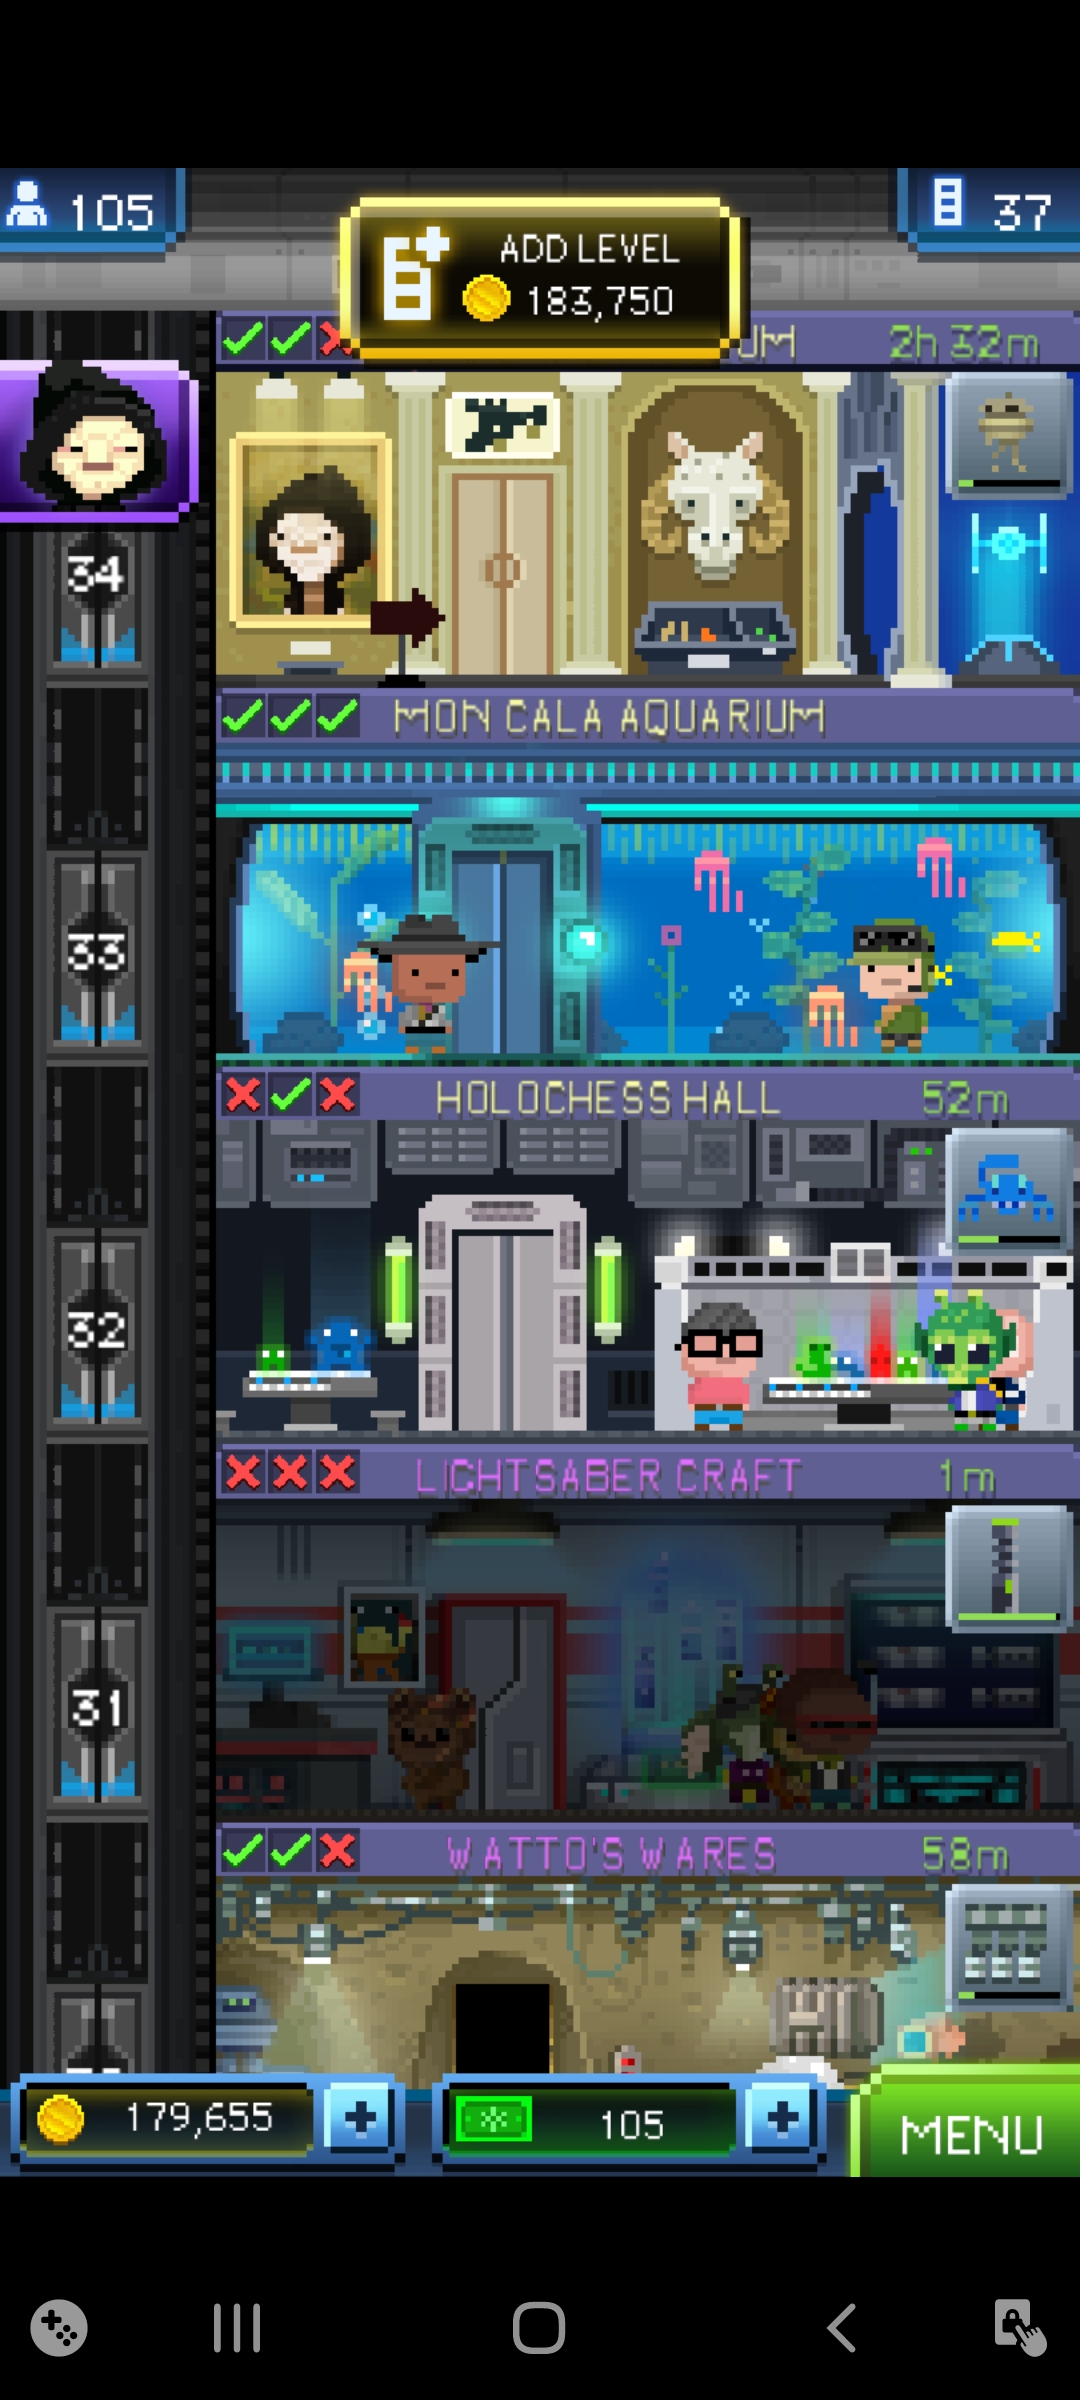 105
37
ADD LEVEL
183,750
UM
2h 32m
34
MON CALA AQUARIUM
33
HOLOCHESS HALL
52m
32
LIGHTSABER CRAFT
1m
31
WATTO'S WARES
58m
179,655
105
MENU